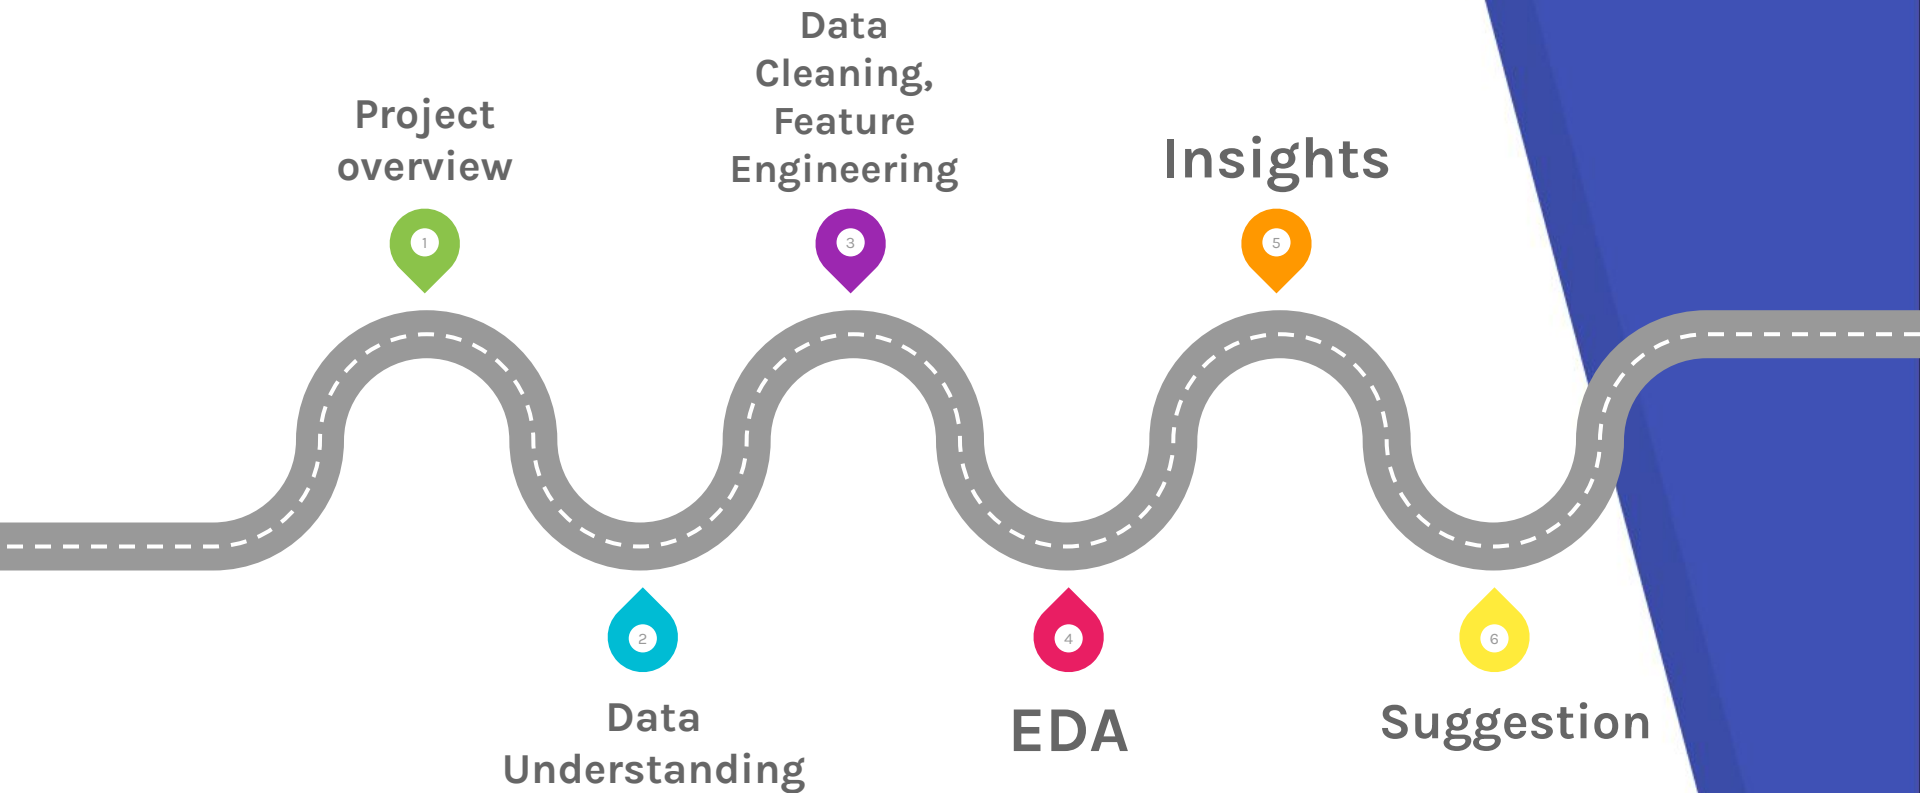 Project
overview
1
2
Data
Understanding
Data
Cleaning,
Feature
Engineering
3
4
EDA
Insights
5
6
Suggestion